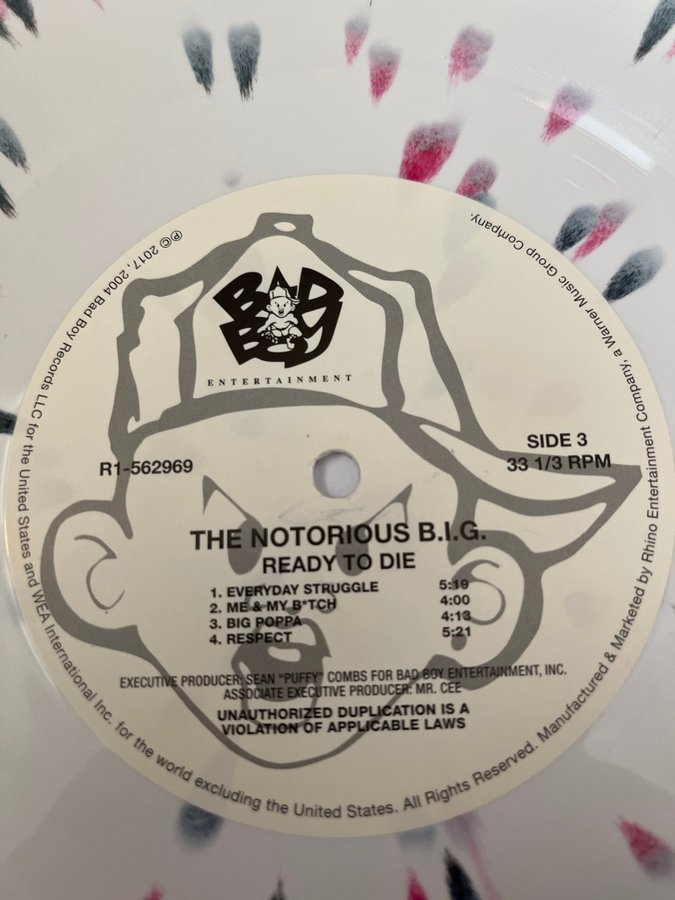 BAD
BOY
ENTERTAINMENT
R1-562969
SIDE 3
33 1/3 RPM
THE NOTORIOUS B.I.G.
READY TO DIE
1. EVERYDAY STRUGGLE 5:19
2. ME & MY B*TCH 4:00
3. BIG POPPA 4:13
4. RESPECT 5:21
EXECUTIVE PRODUCER: SEAN "PUFFY" COMBS FOR BAD BOY ENTERTAINMENT, INC.
ASSOCIATE EXECUTIVE PRODUCER: MR. CEE
UNAUTHORIZED DUPLICATION IS A
VIOLATION OF APPLICABLE LAWS
℗ © 2017, 2004 Bad Boy Records LLC for the United States and WEA International Inc. for the world excluding the United States. All Rights Reserved. Manufactured & Marketed by Rhino Entertainment Company, a Warner Music Group Company.